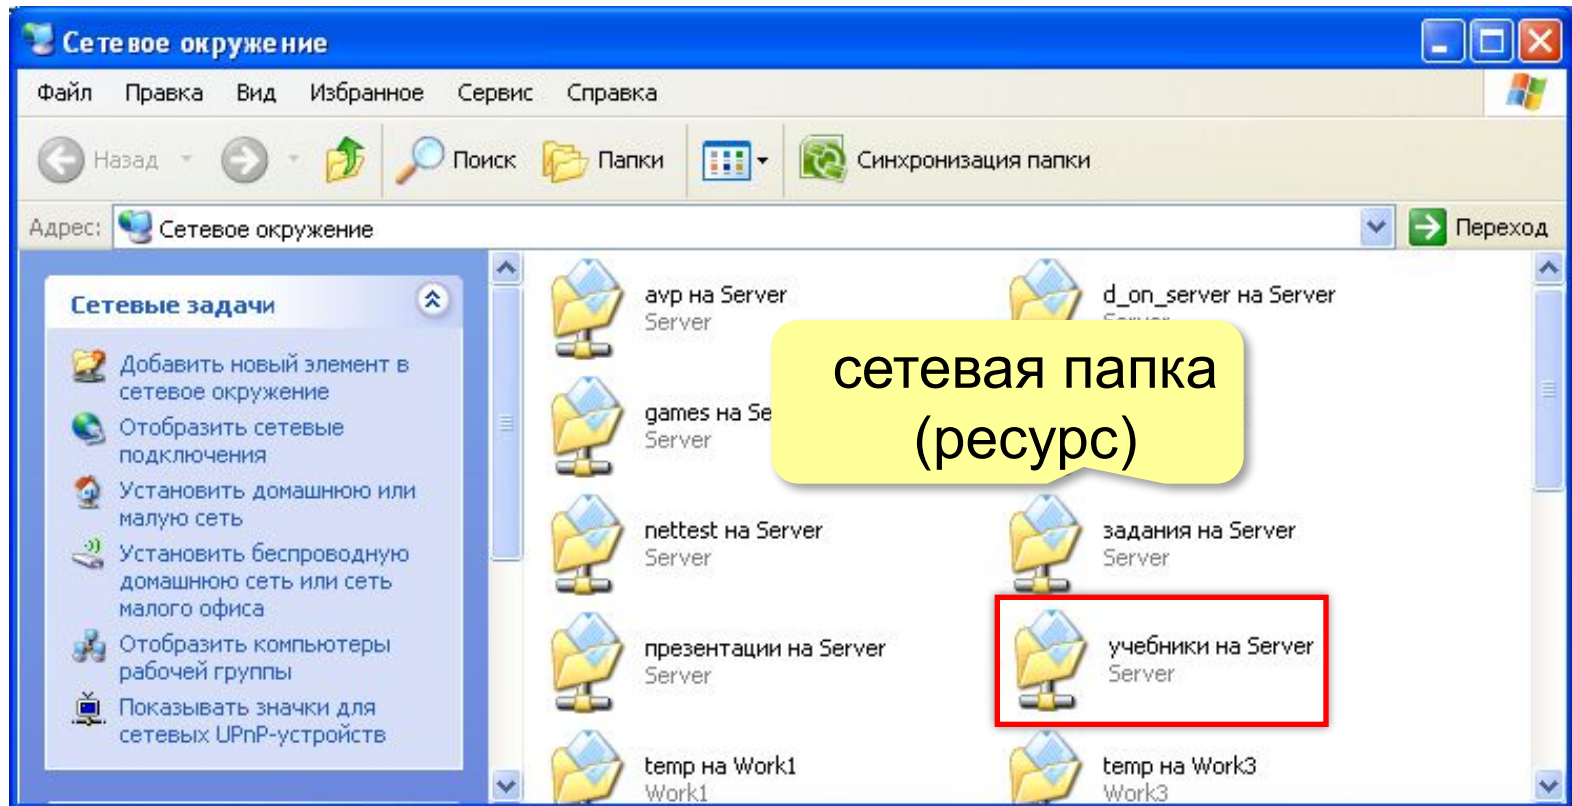 Сетевое окружение
Файл Правка Вид Избранное Сервис Справка
Назад Поиск Папки Синхронизация папки
Адрес: Сетевое окружение Переход
Сетевые задачи
Добавить новый элемент в
сетевое окружение
Отобразить сетевые
подключения
Установить домашнюю или
малую сеть
Установить беспроводную
домашнюю сеть или сеть
малого офиса
Отобразить компьютеры
рабочей группы
Показывать значки для
сетевых UPnP-устройств
avp на Server
Server
d_on_server на Server
Server
сетевая папка
(ресурс)
games на Se
Server
nettest на Server
Server
задания на Server
Server
презентации на Server
Server
учебники на Server
Server
temp на Work1
Work1
temp на Work3
Work3